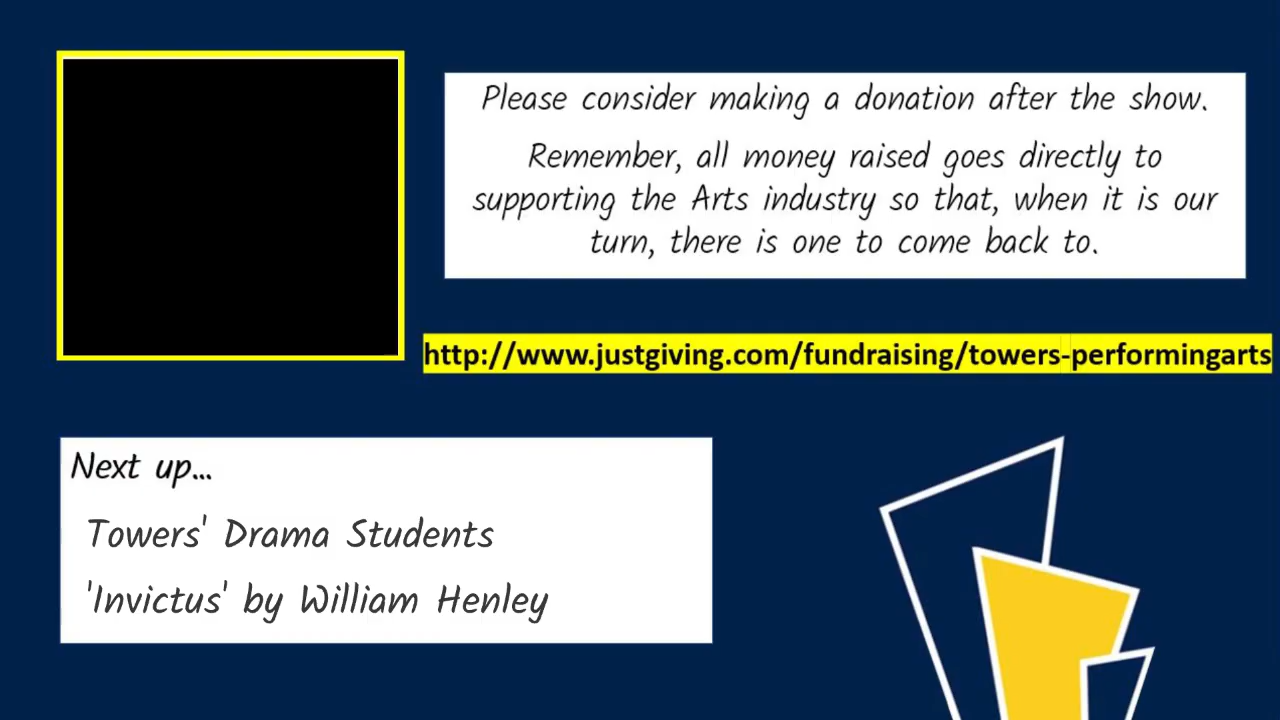 Please consider making a donation after the show.
Remember, all money raised goes directly to
supporting the Arts industry so that, when it is our
turn, there is one to come back to.
http://www.justgiving.com/fundraising/towers-performingarts
Next up...
Towers' Drama Students
'Invictus' by William Henley